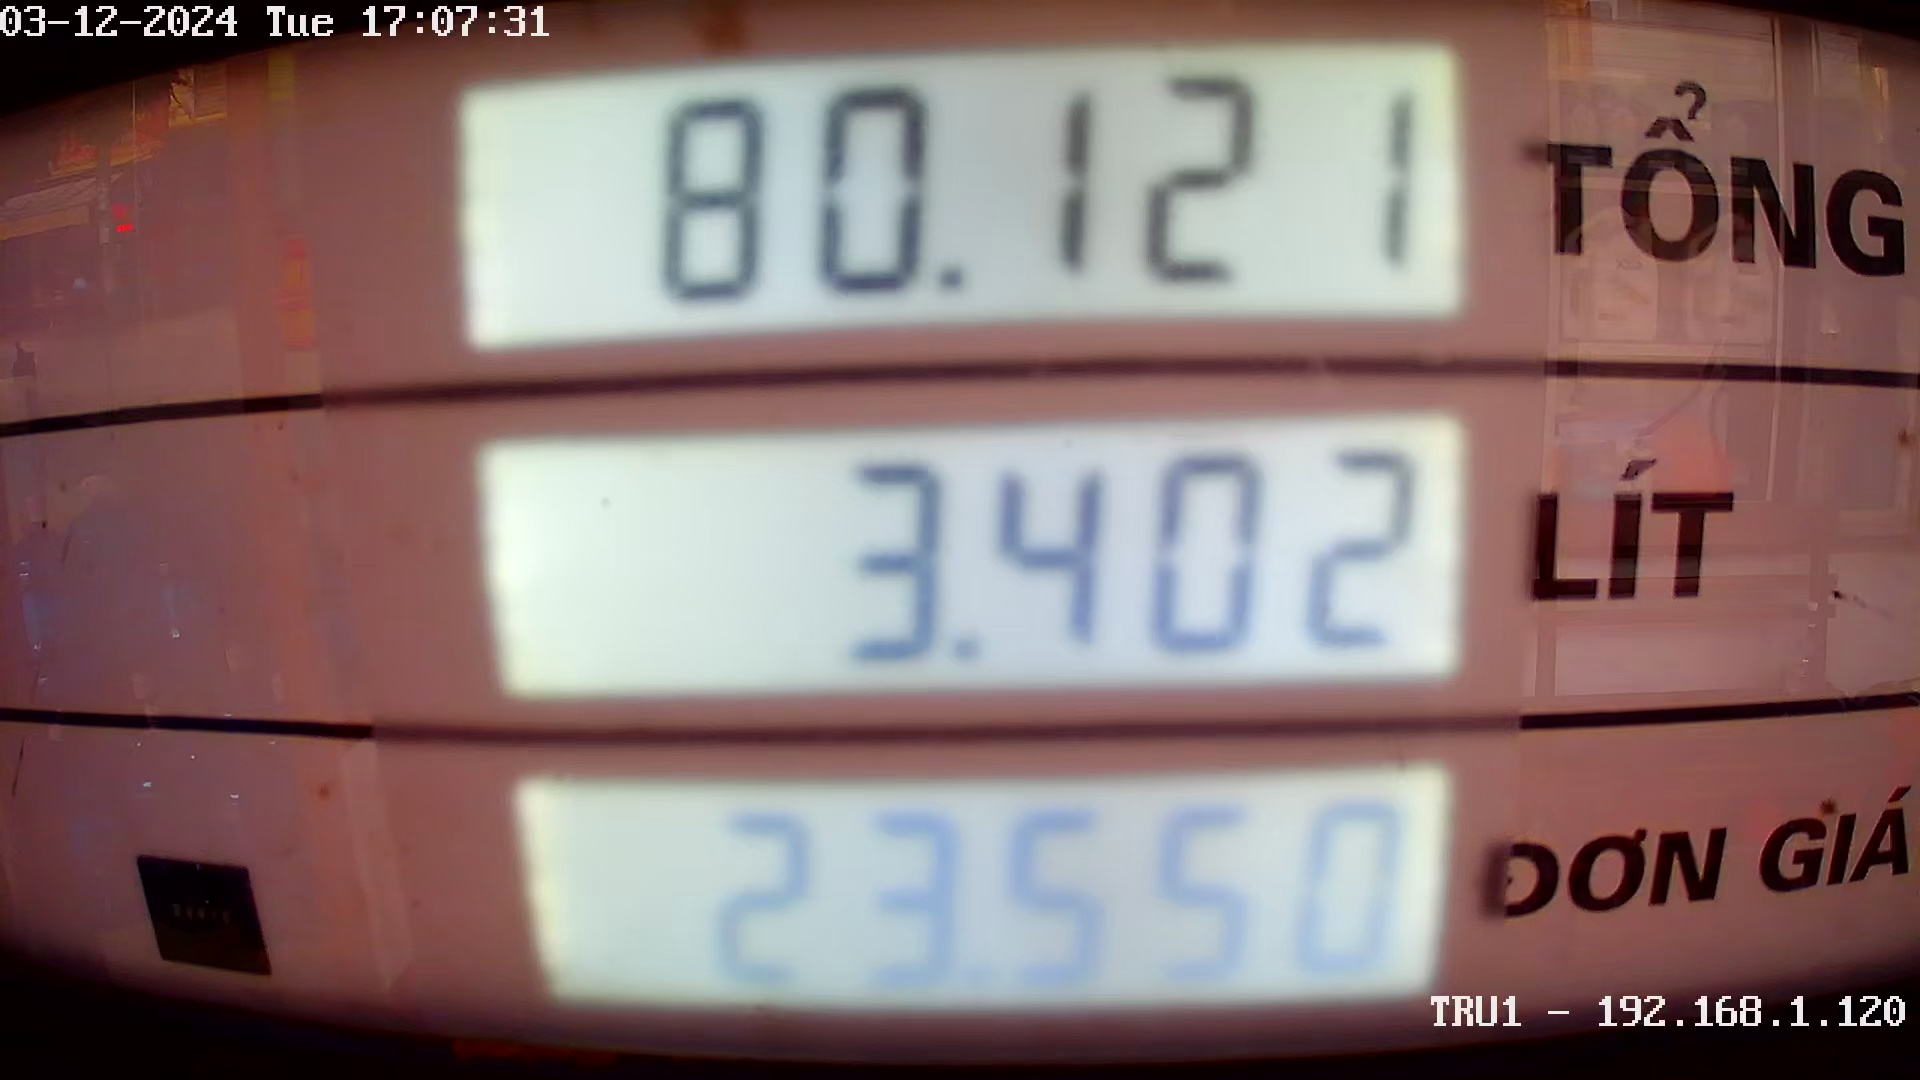 03-12-2024 Tue 17:07:31
80.121
TỔNG
3.402
LÍT
23.550
ĐƠN GIÁ
TRU1 - 192.168.1.120